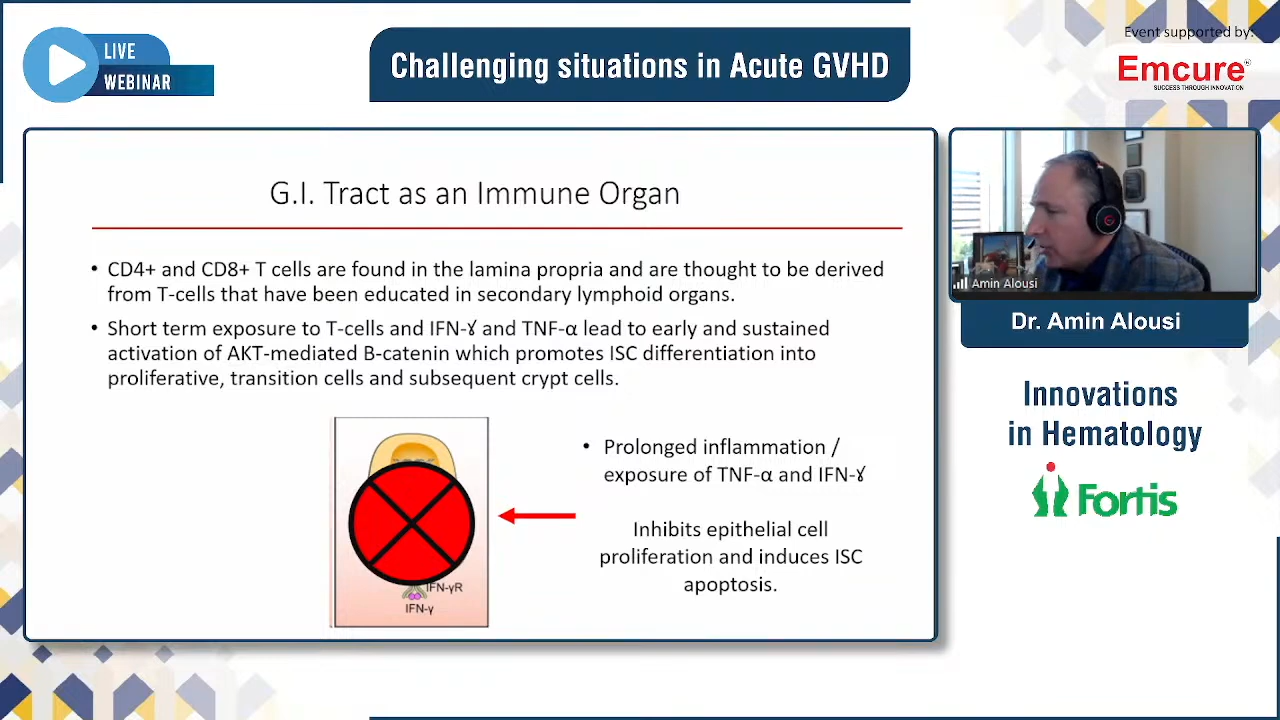 LIVE
WEBINAR
Challenging situations in Acute GVHD
Event supported by:
Emcure®
SUCCESS THROUGH INNOVATION
G.I. Tract as an Immune Organ
• CD4+ and CD8+ T cells are found in the lamina propria and are thought to be derived
from T-cells that have been educated in secondary lymphoid organs.
• Short term exposure to T-cells and IFN-Ɣ and TNF-α lead to early and sustained
activation of AKT-mediated B-catenin which promotes ISC differentiation into
proliferative, transition cells and subsequent crypt cells.
• Prolonged inflammation /
exposure of TNF-α and IFN-Ɣ
Inhibits epithelial cell
proliferation and induces ISC
apoptosis.
IFN-γR
IFN-γ
Amin Alousi
Dr. Amin Alousi
Innovations
in Hematology
Fortis